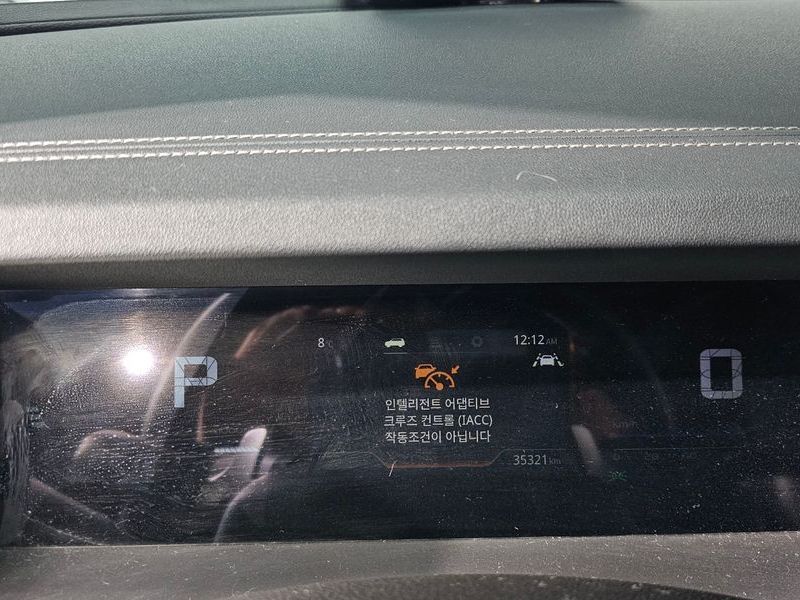 8°C
12:12 AM
P
0
인텔리전트 어댑티브
크루즈 컨트롤 (IACC)
작동조건이 아닙니다
35321 km